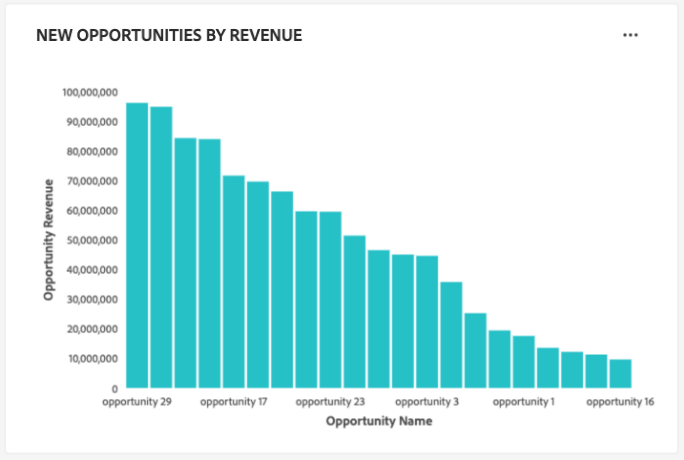 NEW OPPORTUNITIES BY REVENUE
Opportunity Revenue
100,000,000
90,000,000
80,000,000
70,000,000
60,000,000
50,000,000
40,000,000
30,000,000
20,000,000
10,000,000
0
opportunity 29 opportunity 17 opportunity 23 opportunity 3 opportunity 1 opportunity 16
Opportunity Name